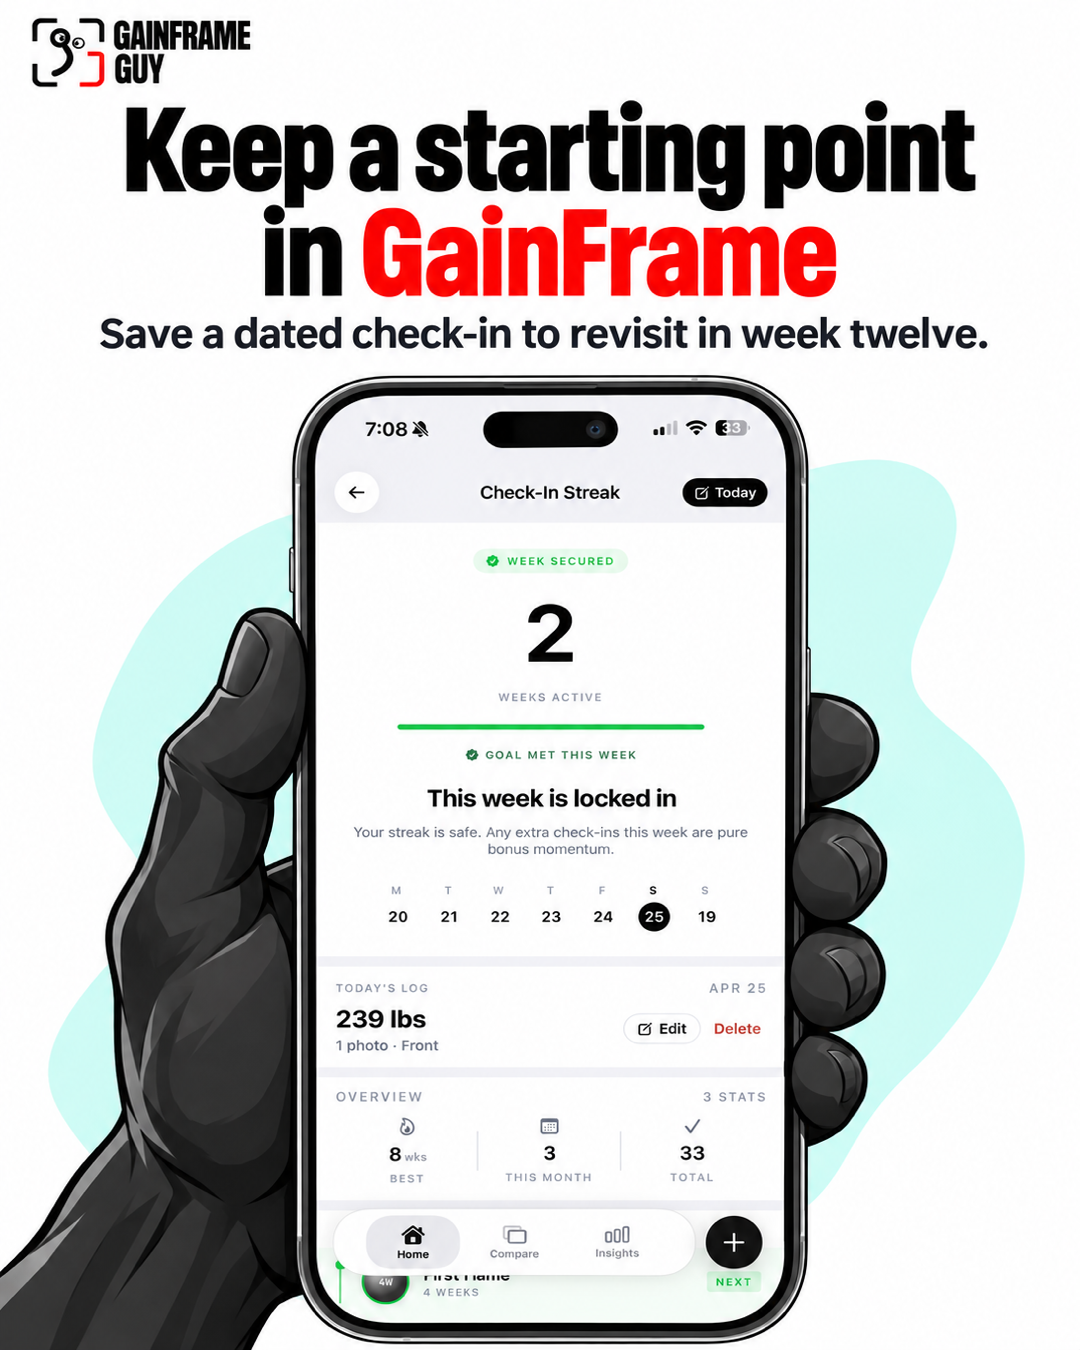 GAINFRAME
GUY
Keep a starting point
in GainFrame
Save a dated check-in to revisit in week twelve.
7:08
33
Check-In Streak
Today
WEEK SECURED
2
WEEKS ACTIVE
GOAL MET THIS WEEK
This week is locked in
Your streak is safe. Any extra check-ins this week are pure
bonus momentum.
M T W T F S S
20 21 22 23 24 25 19
TODAY'S LOG APR 25
239 lbs
1 photo · Front
Edit Delete
OVERVIEW 3 STATS
8 wks 3 33
BEST THIS MONTH TOTAL
Home Compare Insights
4W
First Flame
4 WEEKS
NEXT